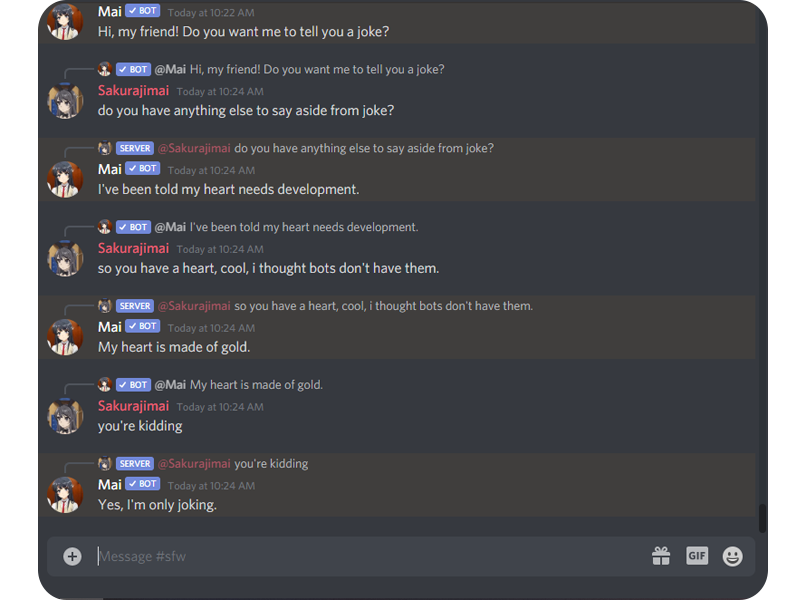 Mai ✓ BOT Today at 10:22 AM
Hi, my friend! Do you want me to tell you a joke?
✓ BOT @Mai Hi, my friend! Do you want me to tell you a joke?
Sakurajimai Today at 10:24 AM
do you have anything else to say aside from joke?
SERVER @Sakurajimai do you have anything else to say aside from joke?
Mai ✓ BOT Today at 10:24 AM
I've been told my heart needs development.
✓ BOT @Mai I've been told my heart needs development.
Sakurajimai Today at 10:24 AM
so you have a heart, cool, i thought bots don't have them.
SERVER @Sakurajimai so you have a heart, cool, i thought bots don't have them.
Mai ✓ BOT Today at 10:24 AM
My heart is made of gold.
✓ BOT @Mai My heart is made of gold.
Sakurajimai Today at 10:24 AM
you're kidding
SERVER @Sakurajimai you're kidding
Mai ✓ BOT Today at 10:24 AM
Yes, I'm only joking.
Message #sfw GIF